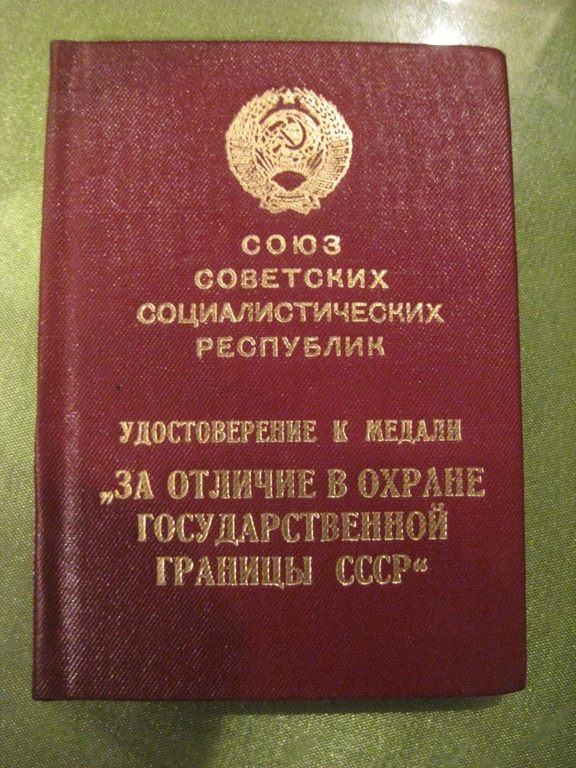 СОЮЗ
СОВЕТСКИХ
СОЦИАЛИСТИЧЕСКИХ
РЕСПУБЛИК
УДОСТОВЕРЕНИЕ К МЕДАЛИ
„ЗА ОТЛИЧИЕ В ОХРАНЕ
ГОСУДАРСТВЕННОЙ
ГРАНИЦЫ СССР“